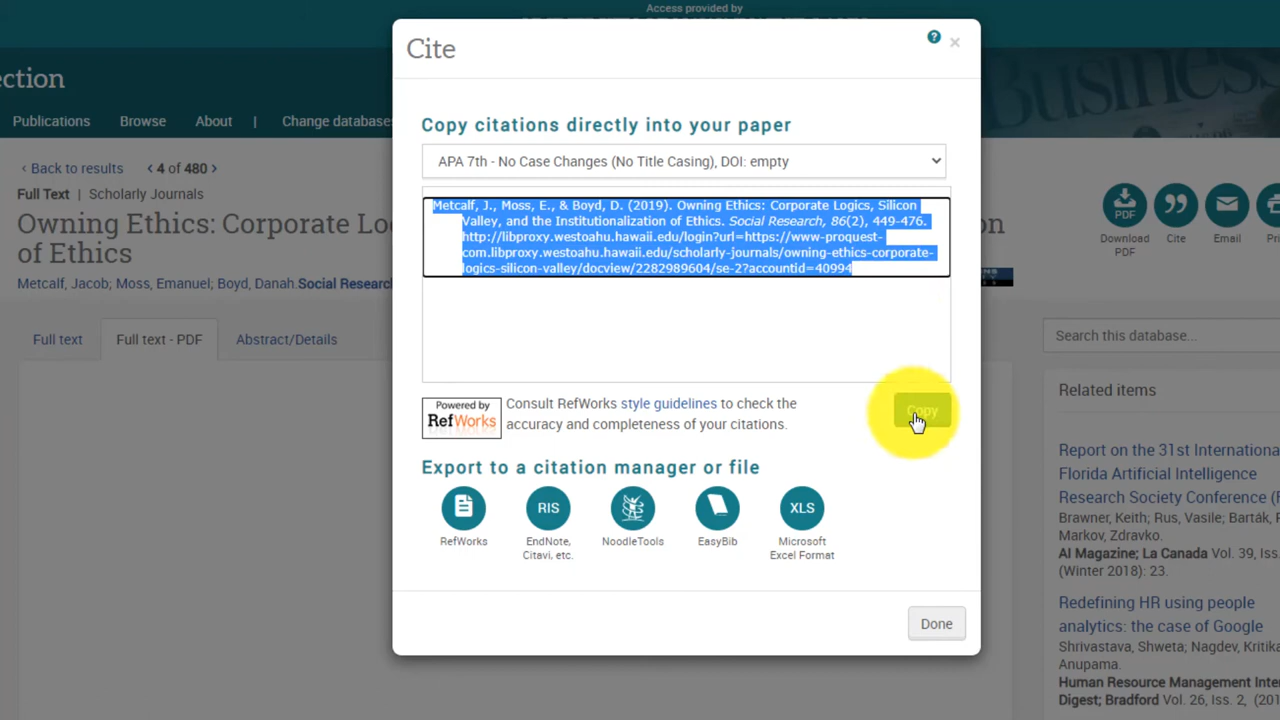 Access provided by
ection
Business
Publications Browse About | Change databases
‹ Back to results ‹ 4 of 480 ›
Full Text | Scholarly Journals
Owning Ethics: Corporate Lo
on
of Ethics
Metcalf, Jacob; Moss, Emanuel; Boyd, Danah. Social Researc
PDF
Download PDF
Cite
Email
Pri
Full text Full text - PDF Abstract/Details
Search this database...
Cite
? ×
Copy citations directly into your paper
APA 7th - No Case Changes (No Title Casing), DOI: empty
Metcalf, J., Moss, E., & Boyd, D. (2019). Owning Ethics: Corporate Logics, Silicon
Valley, and the Institutionalization of Ethics. Social Research, 86(2), 449-476.
http://libproxy.westoahu.hawaii.edu/login?url=https://www-proquest-
com.libproxy.westoahu.hawaii.edu/scholarly-journals/owning-ethics-corporate-
logics-silicon-valley/docview/2282989604/se-2?accountid=40994
Powered by
RefWorks
Consult RefWorks style guidelines to check the
accuracy and completeness of your citations.
Copy
Export to a citation manager or file
RefWorks
RIS
EndNote,
Citavi, etc.
NoodleTools
EasyBib
XLS
Microsoft
Excel Format
Done
Related items
Report on the 31st Internationa
Florida Artificial Intelligence
Research Society Conference (F
Brawner, Keith; Rus, Vasile; Barták,
Markov, Zdravko.
AI Magazine; La Canada Vol. 39, Iss.
(Winter 2018): 23.
Redefining HR using people
analytics: the case of Google
Shrivastava, Shweta; Nagdev, Kritika
Anupama.
Human Resource Management Inter
Digest; Bradford Vol. 26, Iss. 2, (201